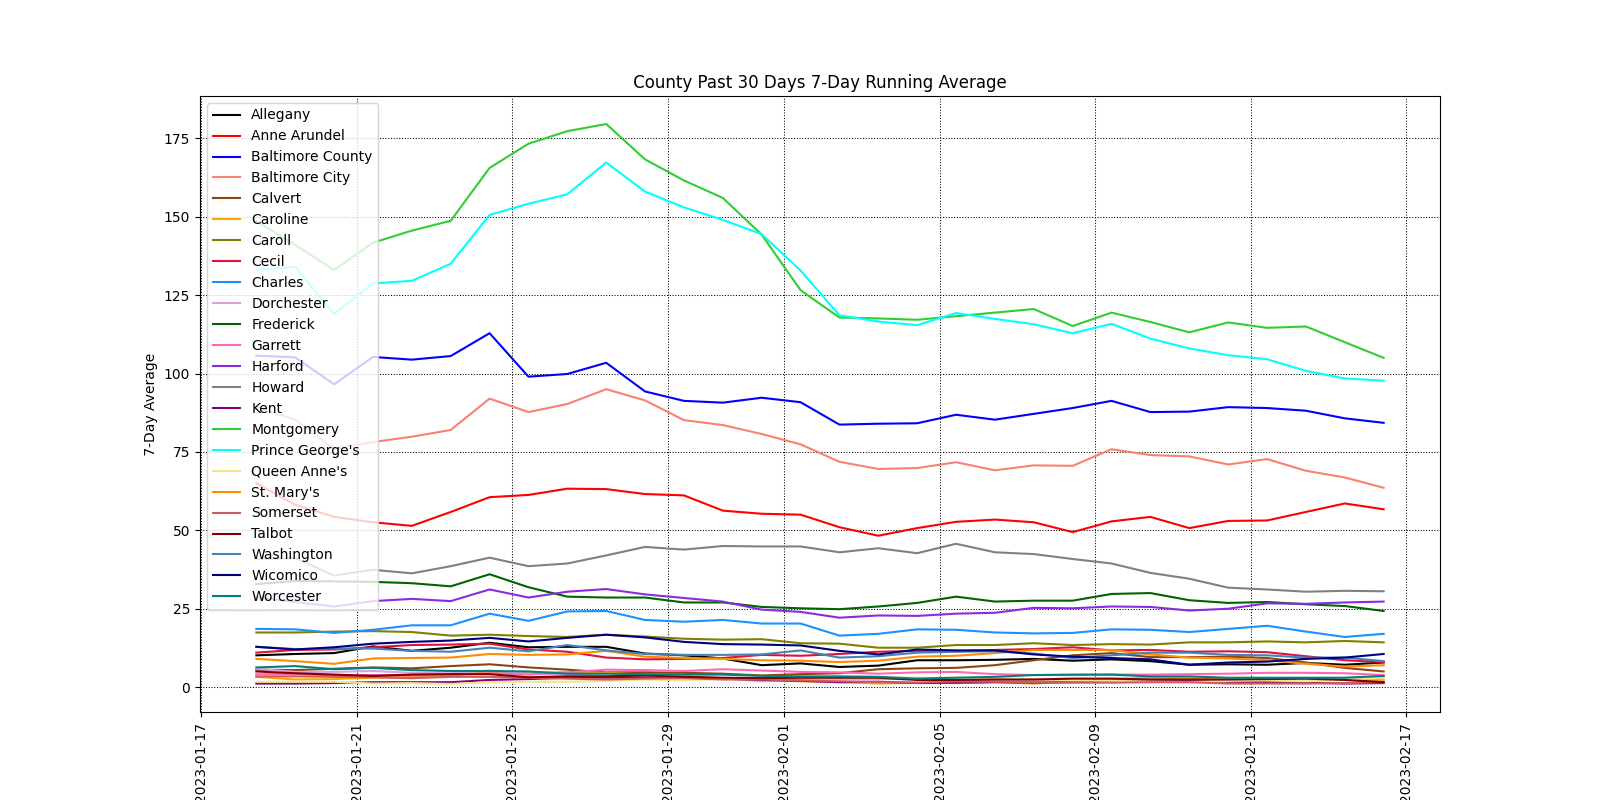 County Past 30 Days 7-Day Running Average
7-Day Average
175
150
125
100
75
50
25
0
Allegany
Anne Arundel
Baltimore County
Baltimore City
Calvert
Caroline
Caroll
Cecil
Charles
Dorchester
Frederick
Garrett
Harford
Howard
Kent
Montgomery
Prince George's
Queen Anne's
St. Mary's
Somerset
Talbot
Washington
Wicomico
Worcester
2023-01-17
2023-01-21
2023-01-25
2023-01-29
2023-02-01
2023-02-05
2023-02-09
2023-02-13
2023-02-17